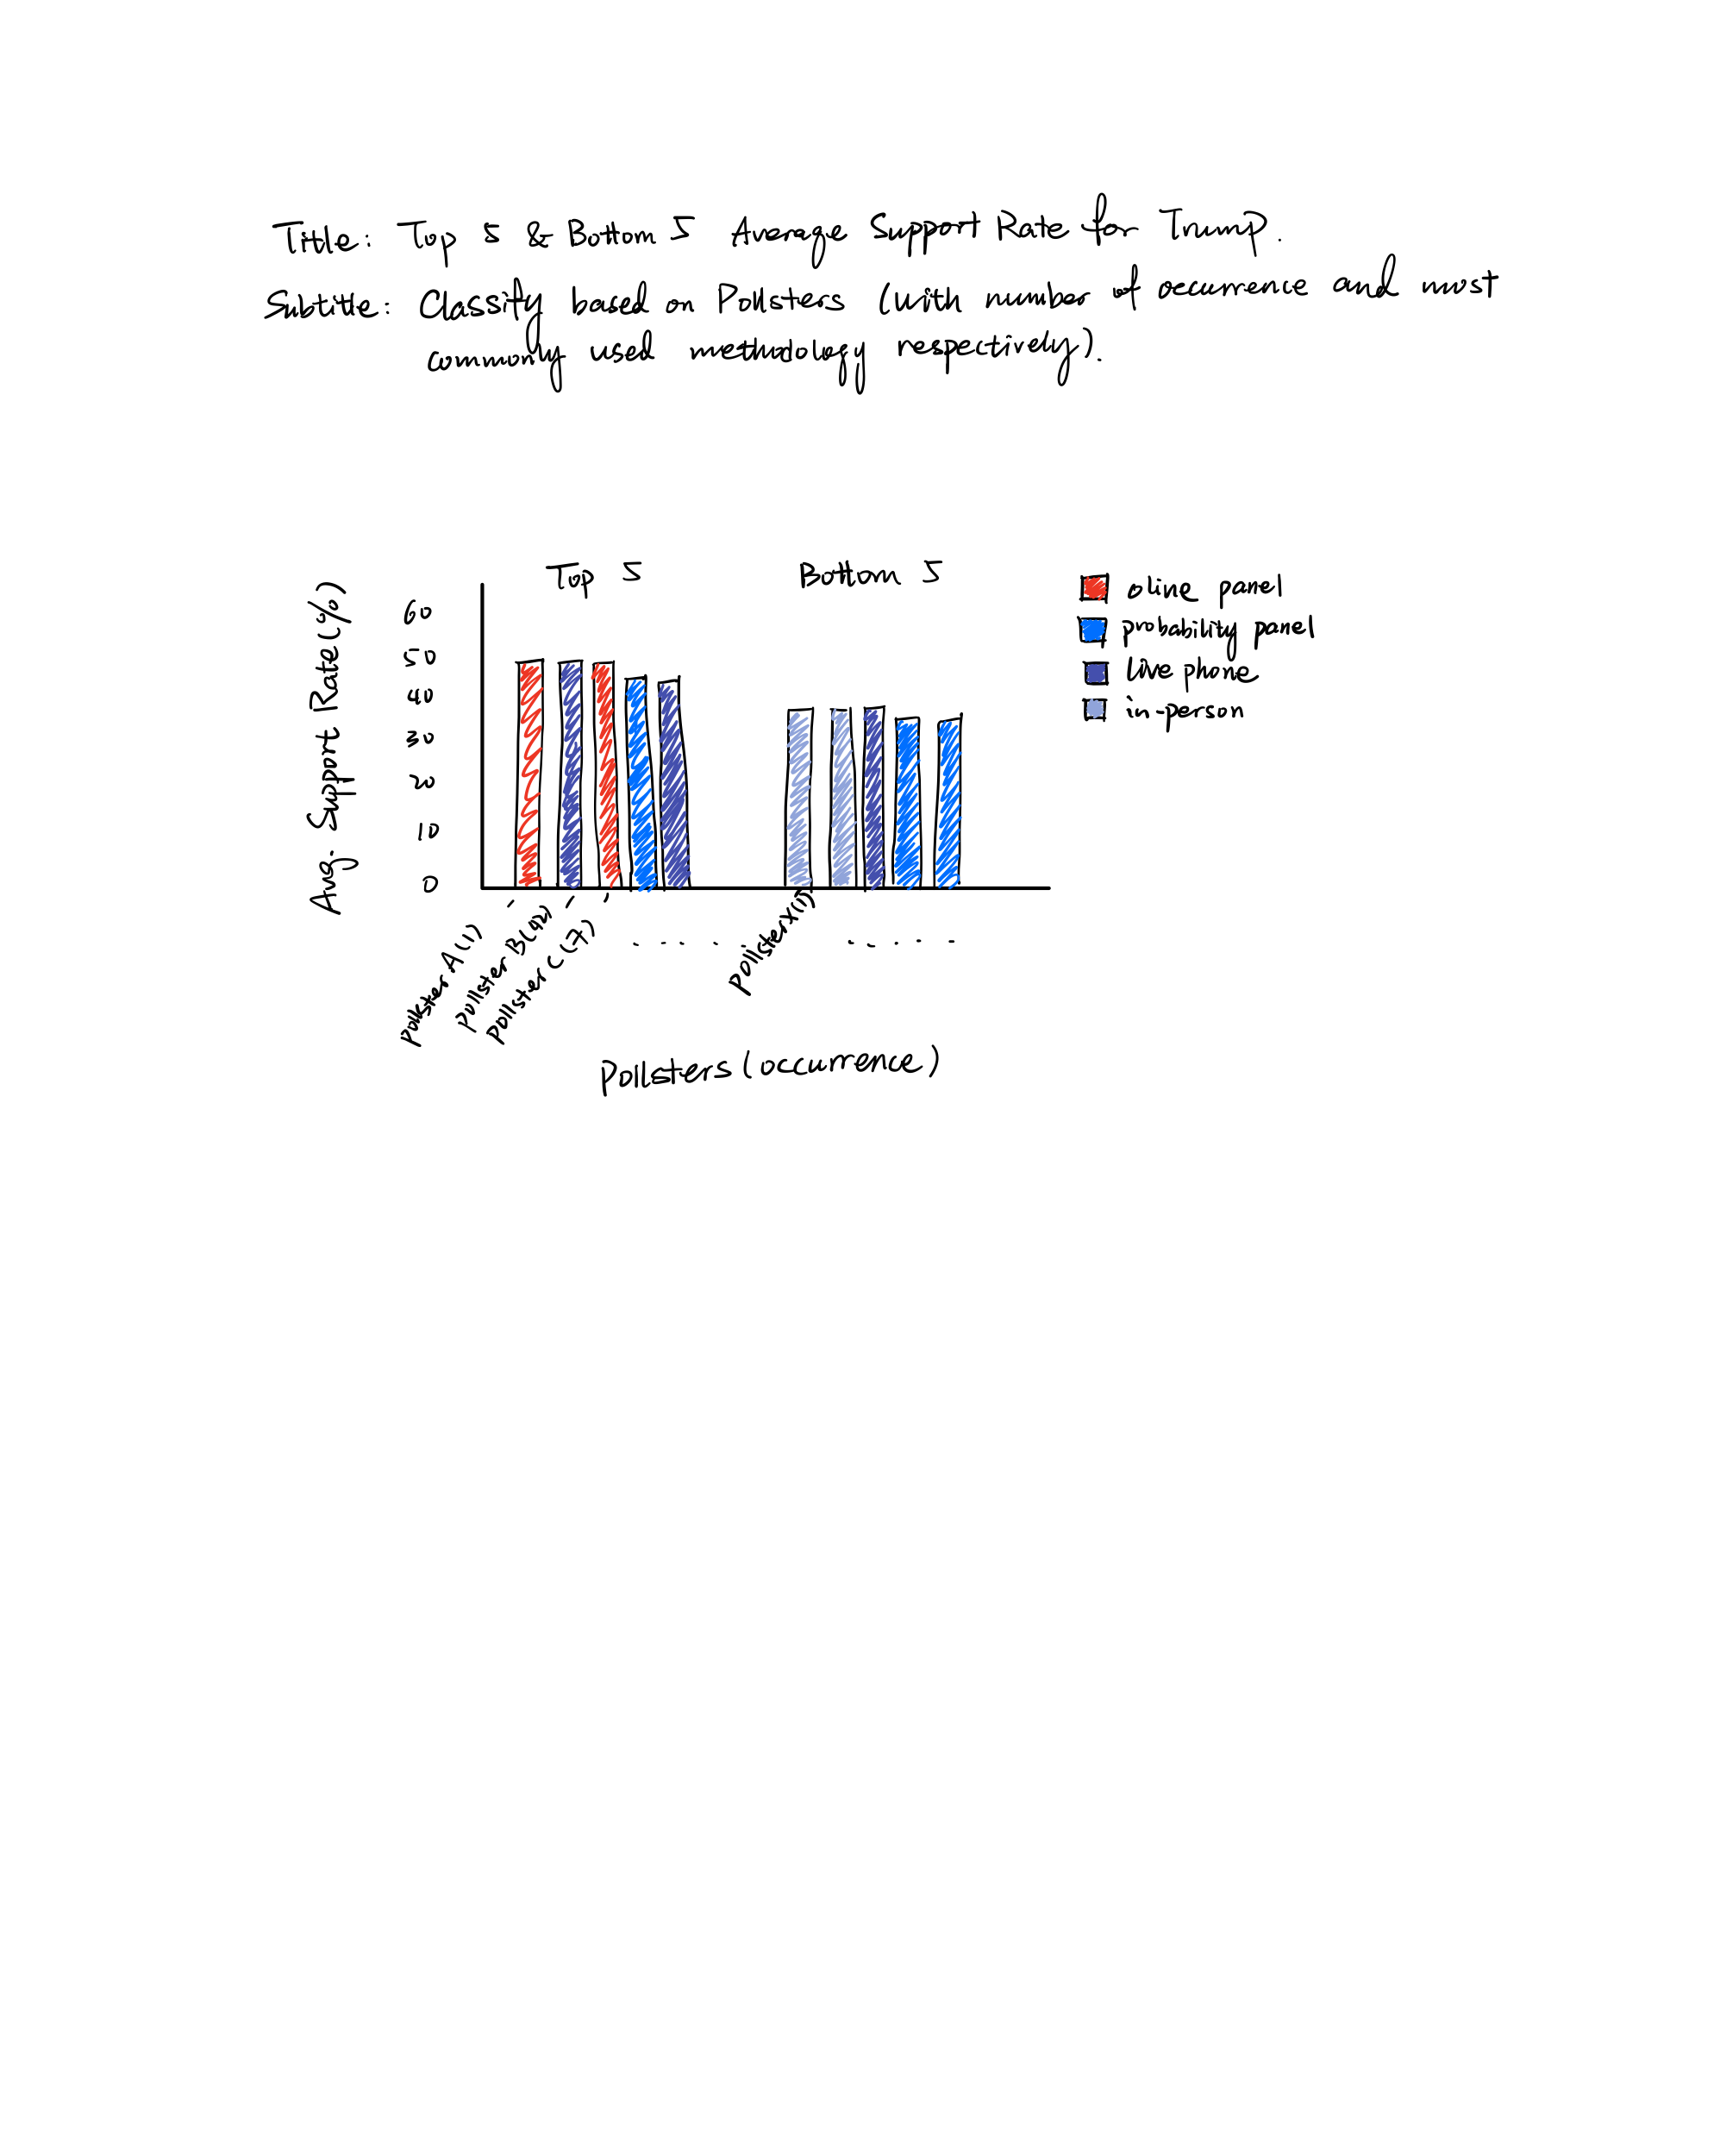 Title: Top 5 & Bottom 5 Average Support Rate for Trump.
Subtitle: Classify based on Pollsters (with number of occurrence and most
commonly used methodology respectively).
Top 5
Bottom 5
oline panel
probability panel
live phone
in-person
Avg. Support Rate (%)
60
50
40
30
20
10
0
pollster A (1)
pollster B (92)
pollster C (7)
. . . .
pollster X (1)
. . . . .
Pollsters (occurrence)